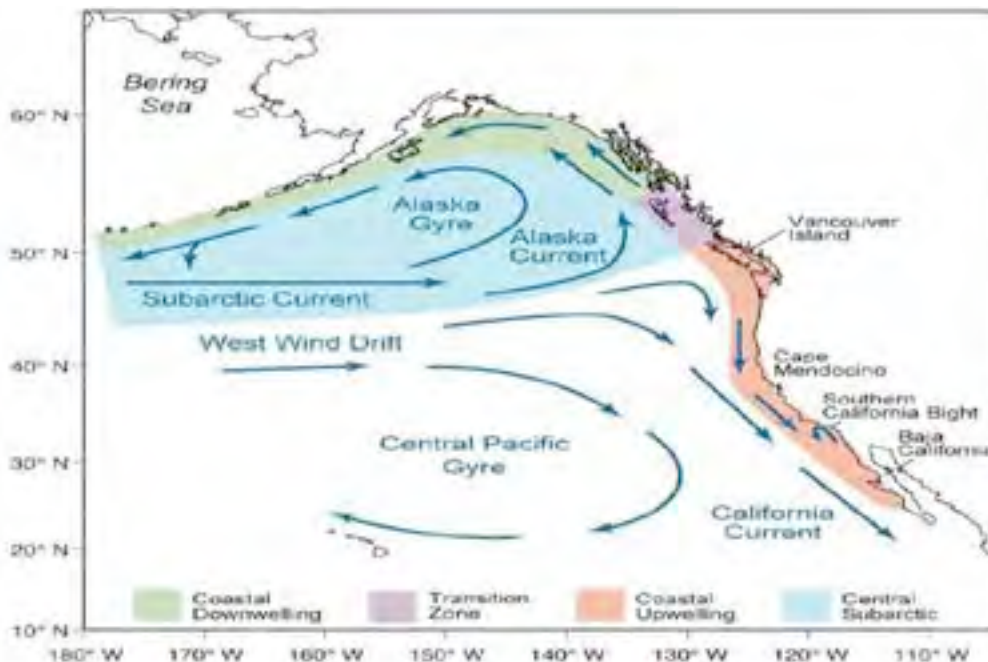 Bering
Sea
60° N
Alaska
Gyre
Alaska
Current
Vancouver
Island
50° N
Subarctic Current
West Wind Drift
40° N
Cape
Mendocino
Southern
California Bight
Baja
California
Central Pacific
Gyre
30° N
California
Current
20° N
Coastal
Downwelling
Transition
Zone
Coastal
Upwelling
Central
Subarctic
10° N
180° W
170° W
160° W
150° W
140° W
130° W
120° W
110° W